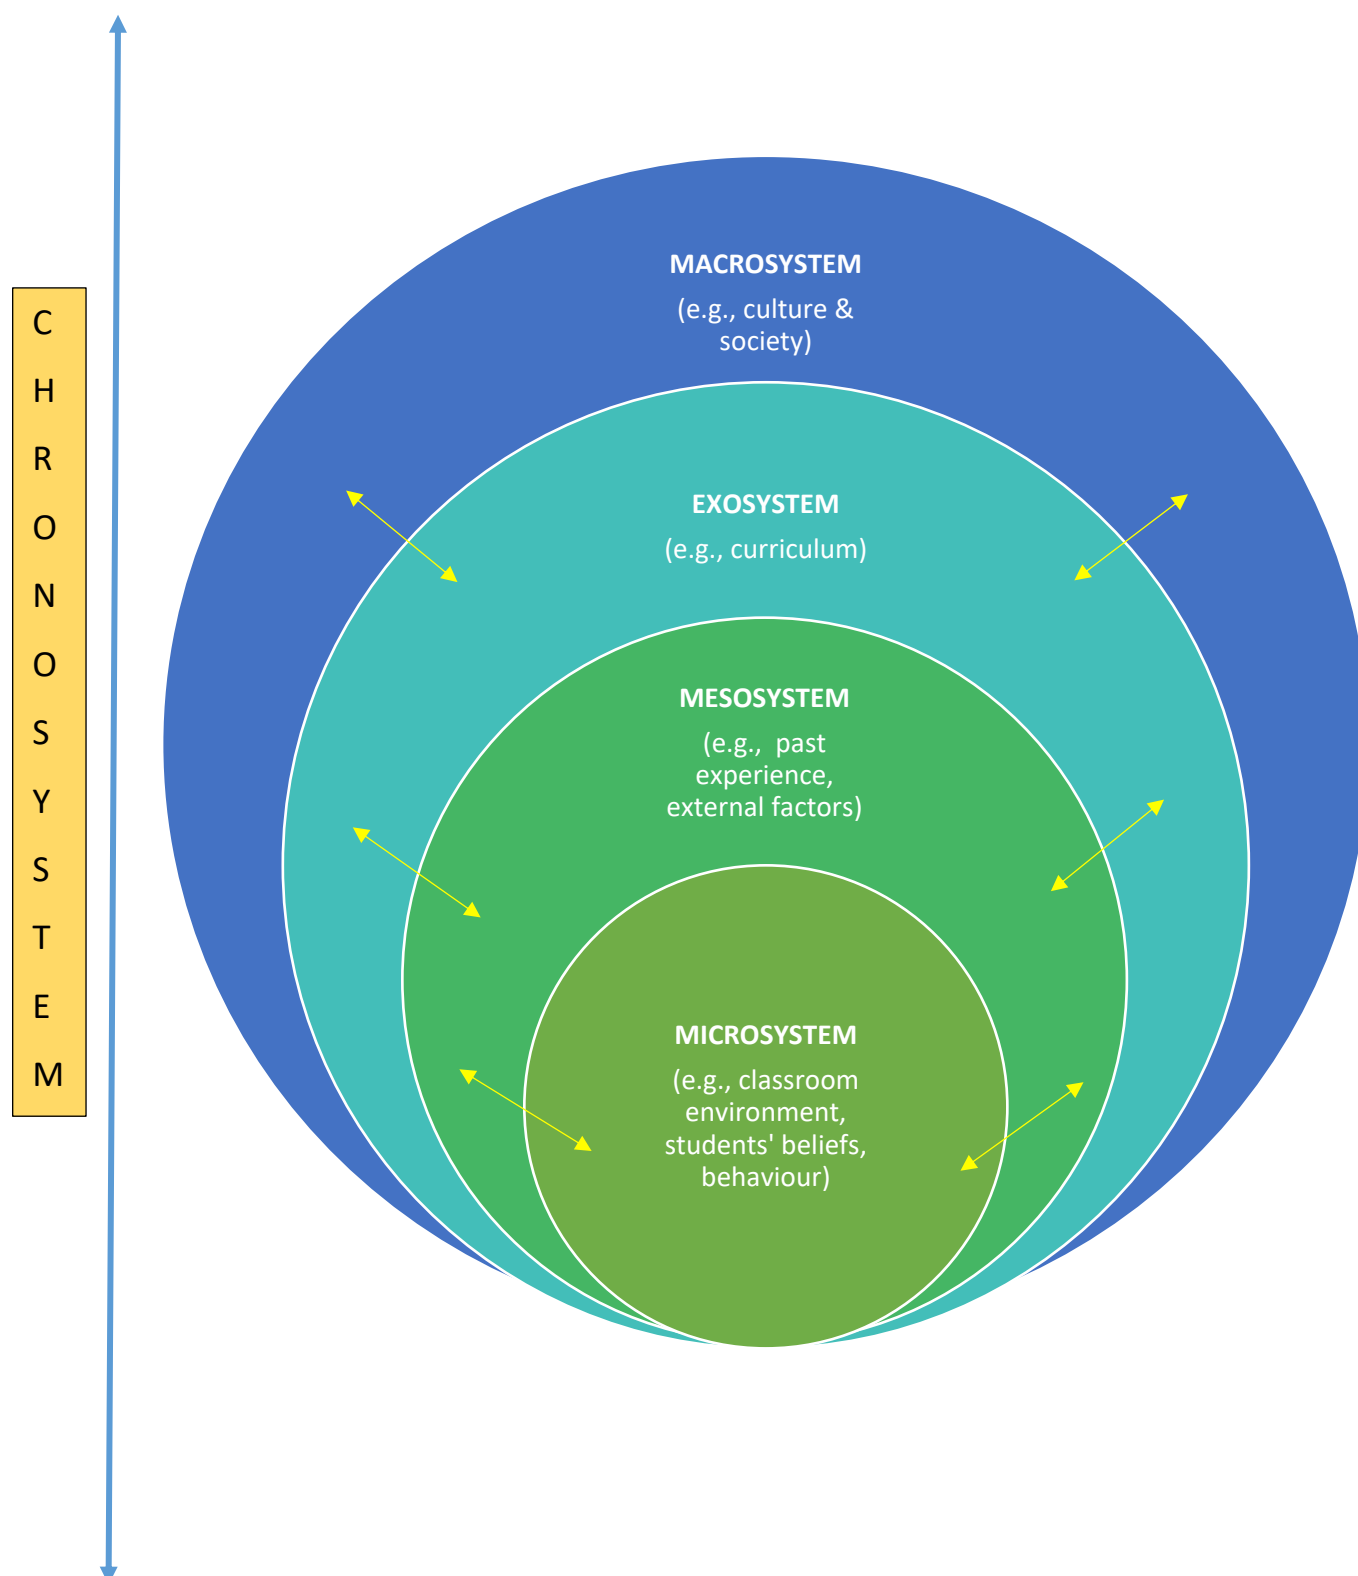 C
H
R
O
N
O
S
Y
S
T
E
M
MACROSYSTEM
(e.g., culture &
society)
EXOSYSTEM
(e.g., curriculum)
MESOSYSTEM
(e.g.,  past
experience,
external factors)
MICROSYSTEM
(e.g., classroom
environment,
students' beliefs,
behaviour)